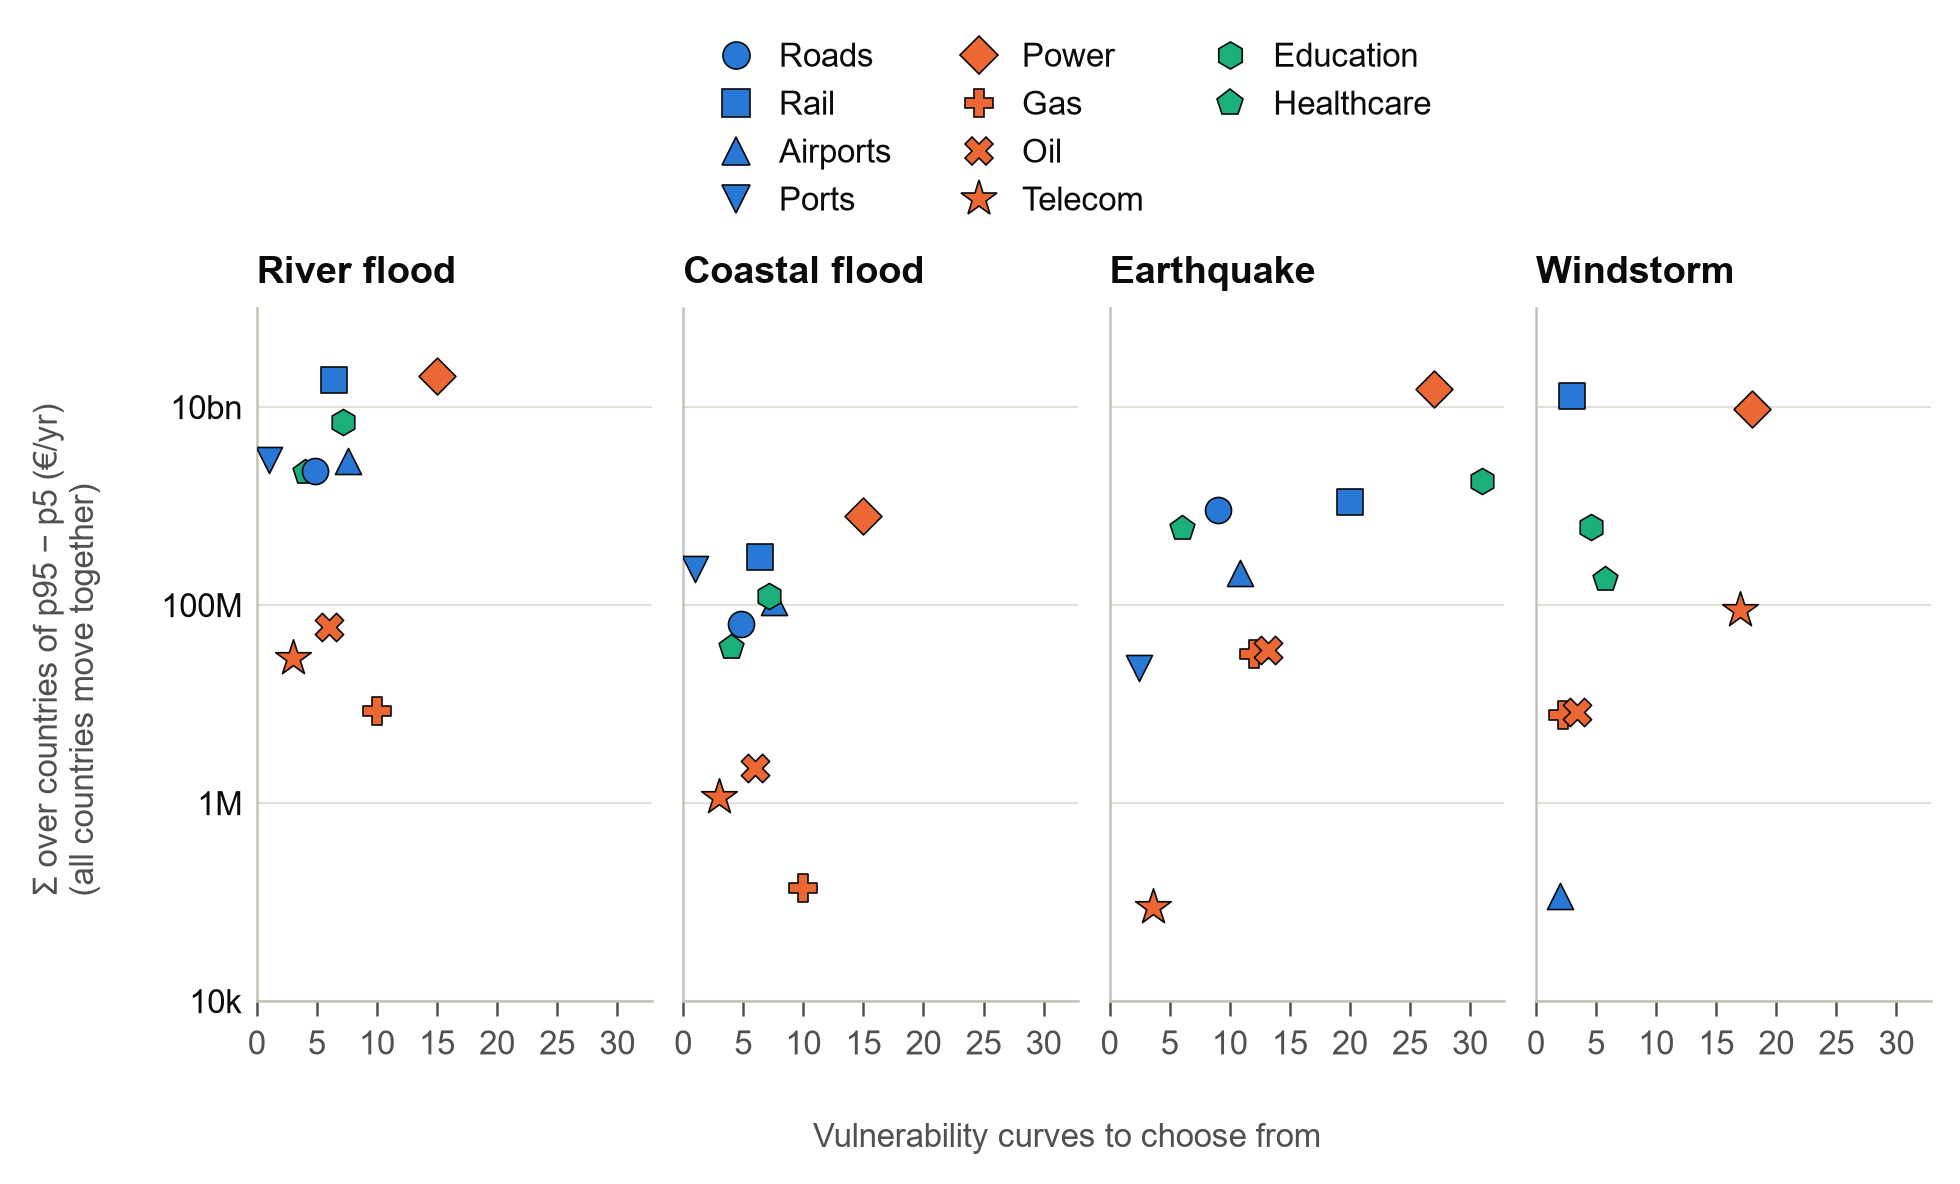 Roads
Rail
Airports
Ports
Power
Gas
Oil
Telecom
Education
Healthcare
River flood
Coastal flood
Earthquake
Windstorm
Σ over countries of p95 − p5 (€/yr)
(all countries move together)
10bn
100M
1M
10k
0 5 10 15 20 25 30
0 5 10 15 20 25 30
0 5 10 15 20 25 30
0 5 10 15 20 25 30
Vulnerability curves to choose from